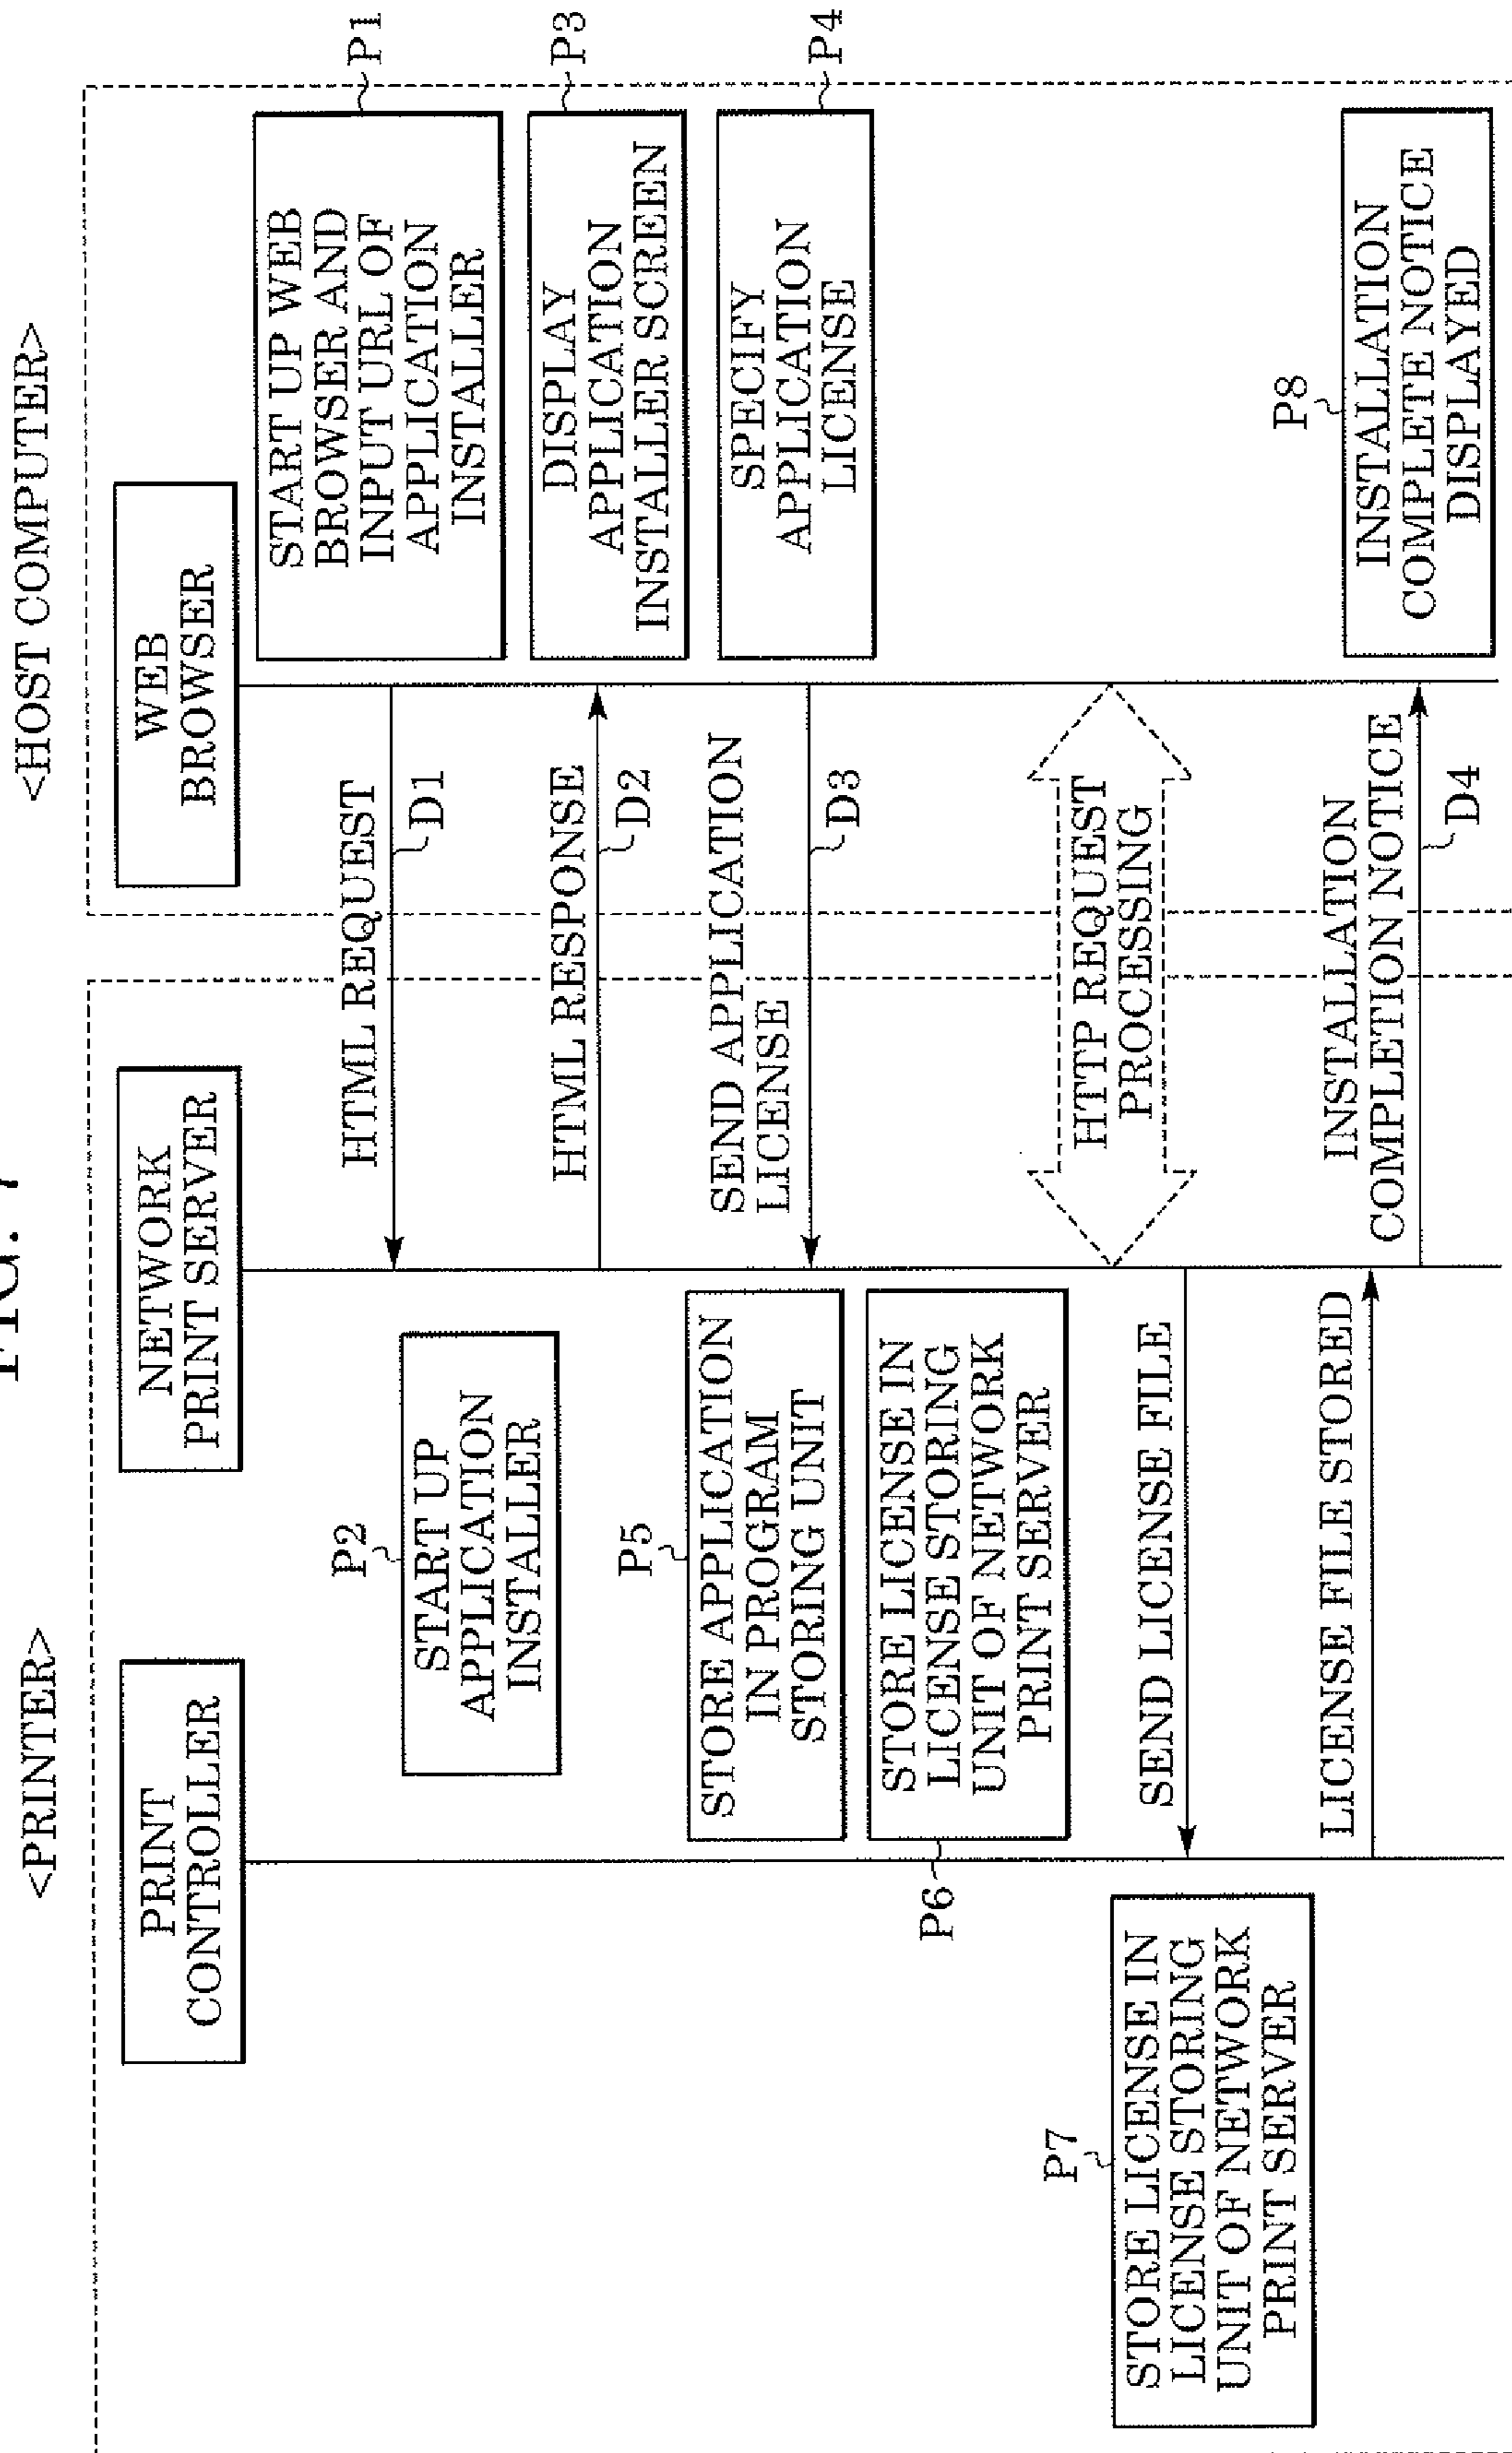 FIG. 7
<PRINTER>
<HOST COMPUTER>
PRINT
CONTROLLER
NETWORK
PRINT SERVER
WEB
BROWSER
START UP WEB
BROWSER AND
INPUT URL OF
APPLICATION
INSTALLER
P1
HTML REQUEST
D1
P2
START UP
APPLICATION
INSTALLER
HTML RESPONSE
D2
DISPLAY
APPLICATION
INSTALLER SCREEN
P3
SPECIFY
APPLICATION
LICENSE
P4
SEND APPLICATION
LICENSE
D3
P5
STORE APPLICATION
IN PROGRAM
STORING UNIT
P6
STORE LICENSE IN
LICENSE STORING
UNIT OF NETWORK
PRINT SERVER
HTTP REQUEST
PROCESSING
SEND LICENSE FILE
P7
STORE LICENSE IN
LICENSE STORING
UNIT OF NETWORK
PRINT SERVER
LICENSE FILE STORED
INSTALLATION
COMPLETION NOTICE
D4
P8
INSTALLATION
COMPLETE NOTICE
DISPLAYED